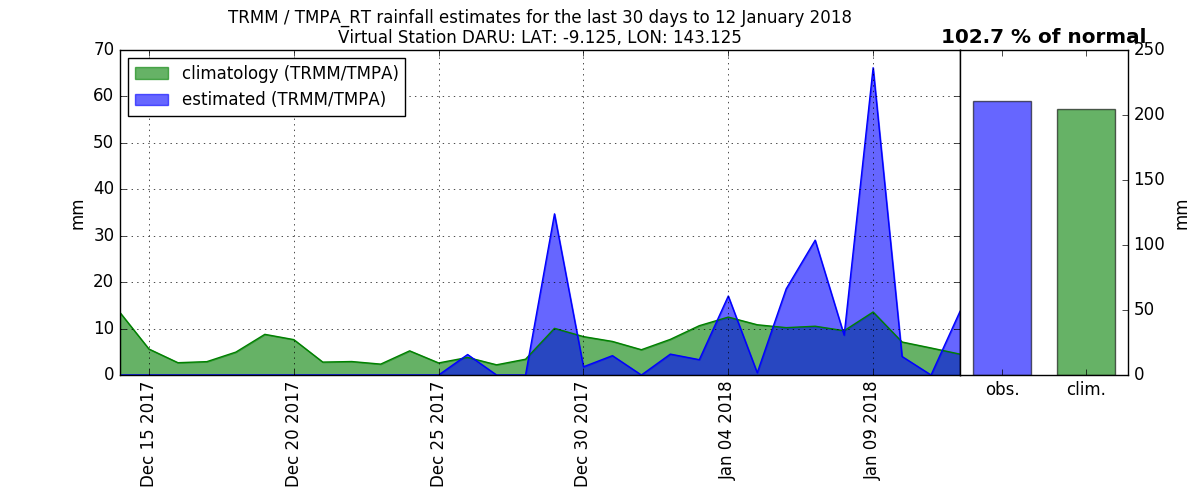 TRMM / TMPA_RT rainfall estimates for the last 30 days to 12 January 2018
Virtual Station DARU: LAT: -9.125, LON: 143.125
102.7 % of normal
climatology (TRMM/TMPA)
estimated (TRMM/TMPA)
70
60
50
40
30
20
10
0
mm
Dec 15 2017
Dec 20 2017
Dec 25 2017
Dec 30 2017
Jan 04 2018
Jan 09 2018
250
200
150
100
50
0
mm
obs.
clim.